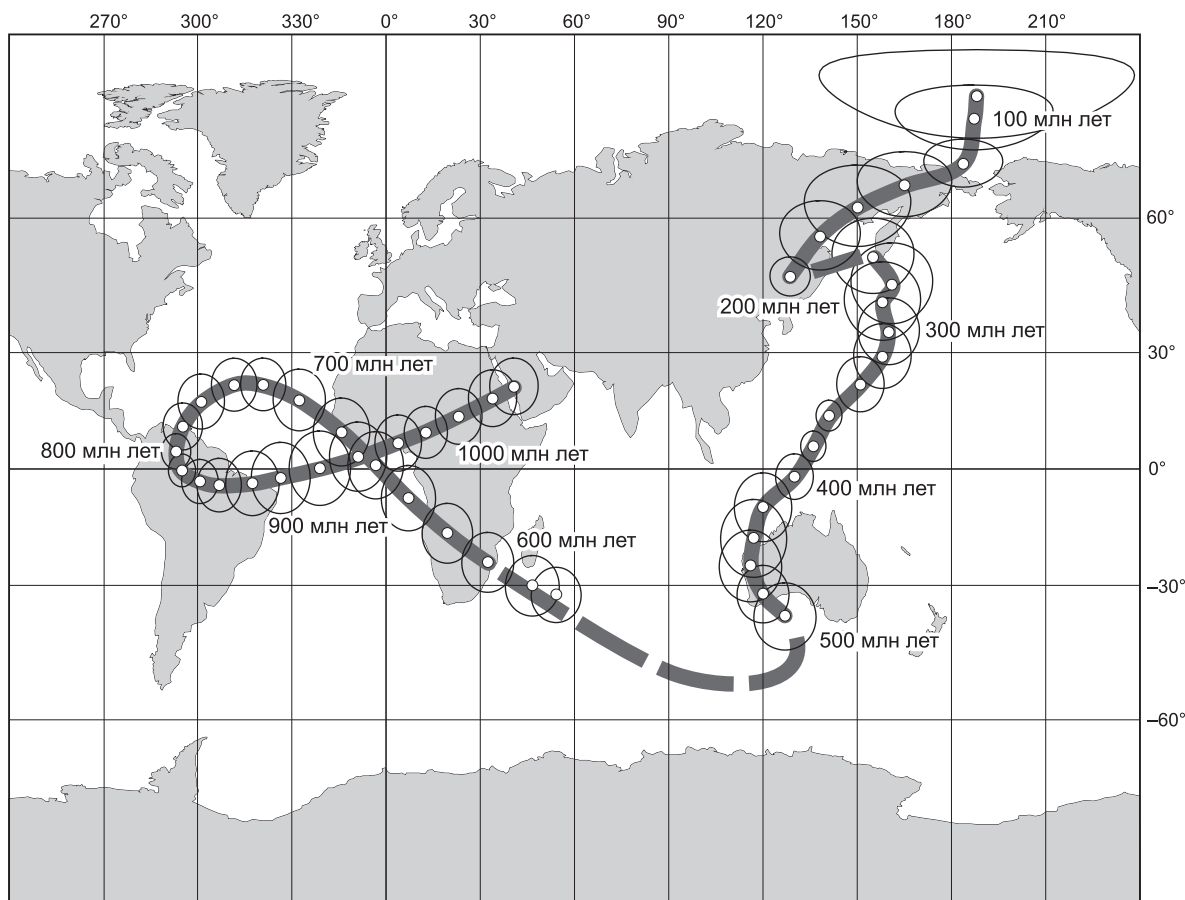 270° 300° 330° 0° 30° 60° 90° 120° 150° 180° 210°
100 млн лет
60°
200 млн лет
300 млн лет
30°
700 млн лет
800 млн лет
1000 млн лет
0°
400 млн лет
900 млн лет
600 млн лет
–30°
500 млн лет
–60°